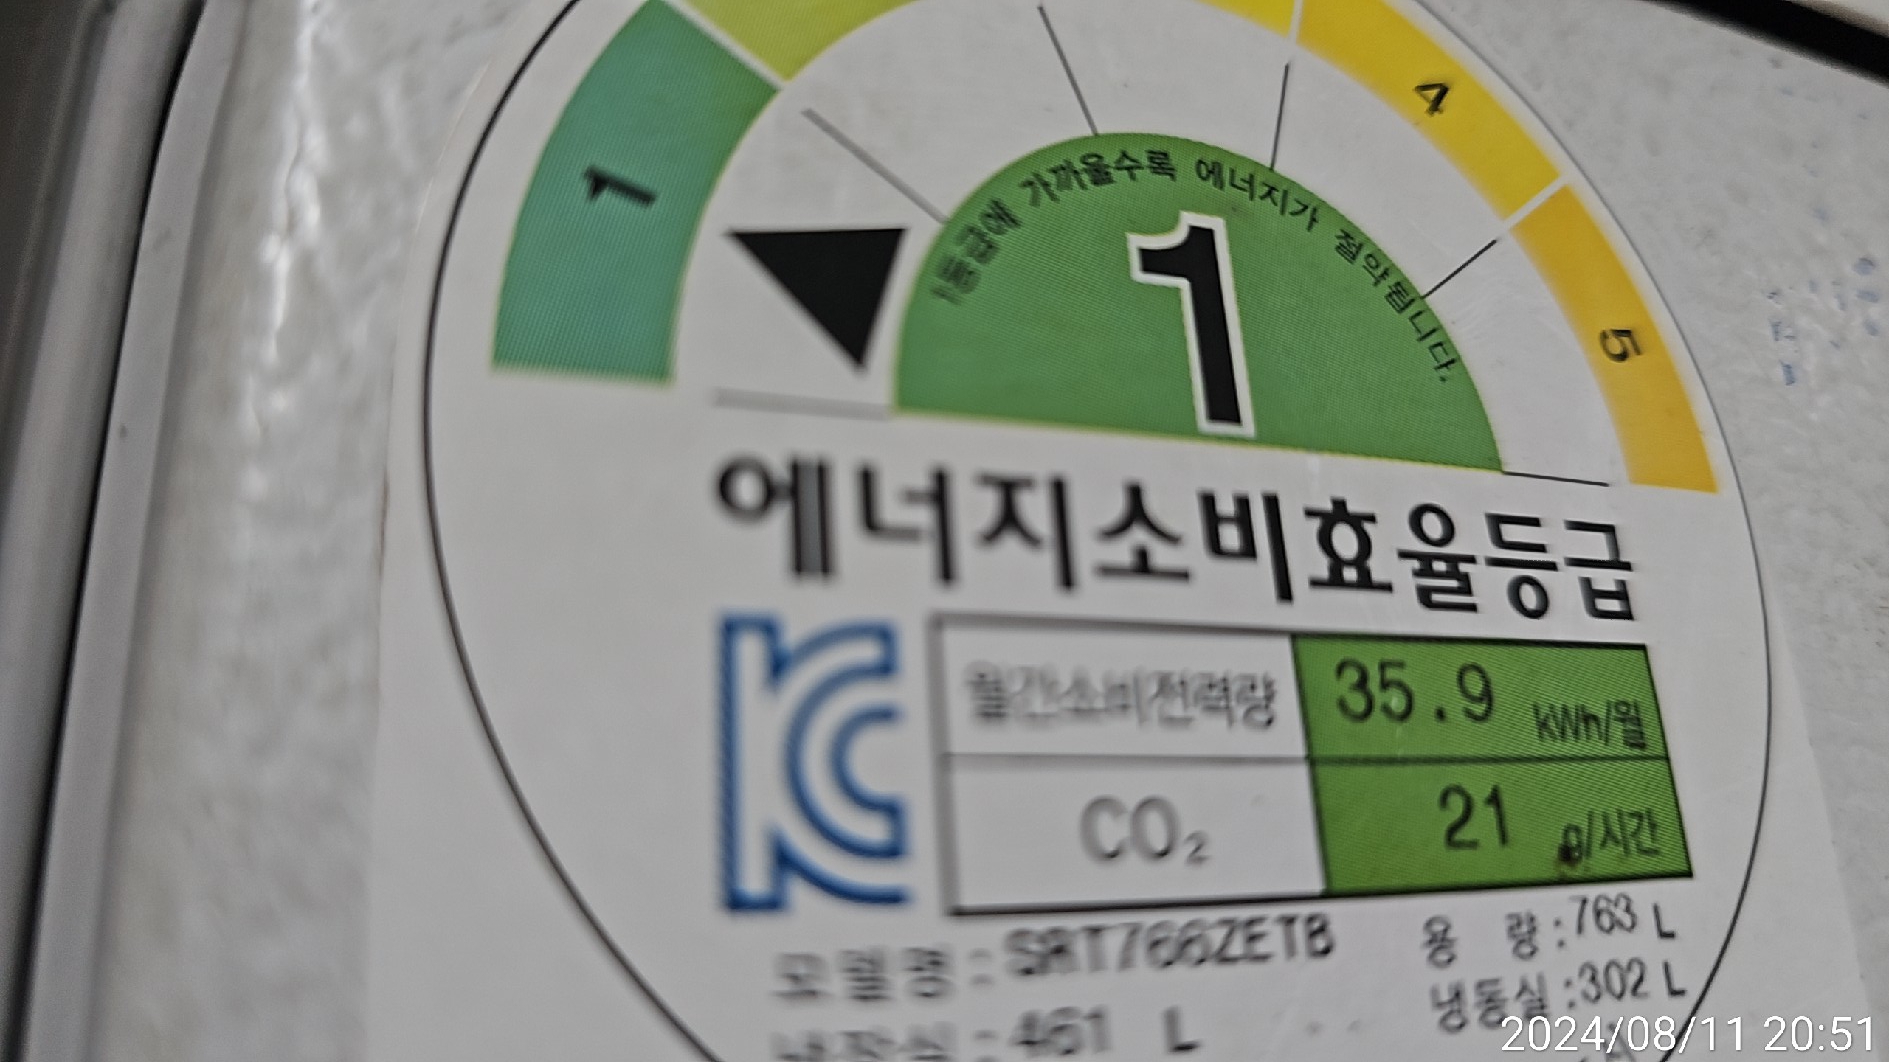 1
4
5
1등급에 가까울수록 에너지가 절약됩니다.
1
에너지소비효율등급
월간소비전력량 35.9 kWh/월
CO₂ 21 g/시간
모델명 : SRT766ZETB 용 량 : 763 L
냉장실 : 461 L 냉동실 : 302 L
2024/08/11 20:51